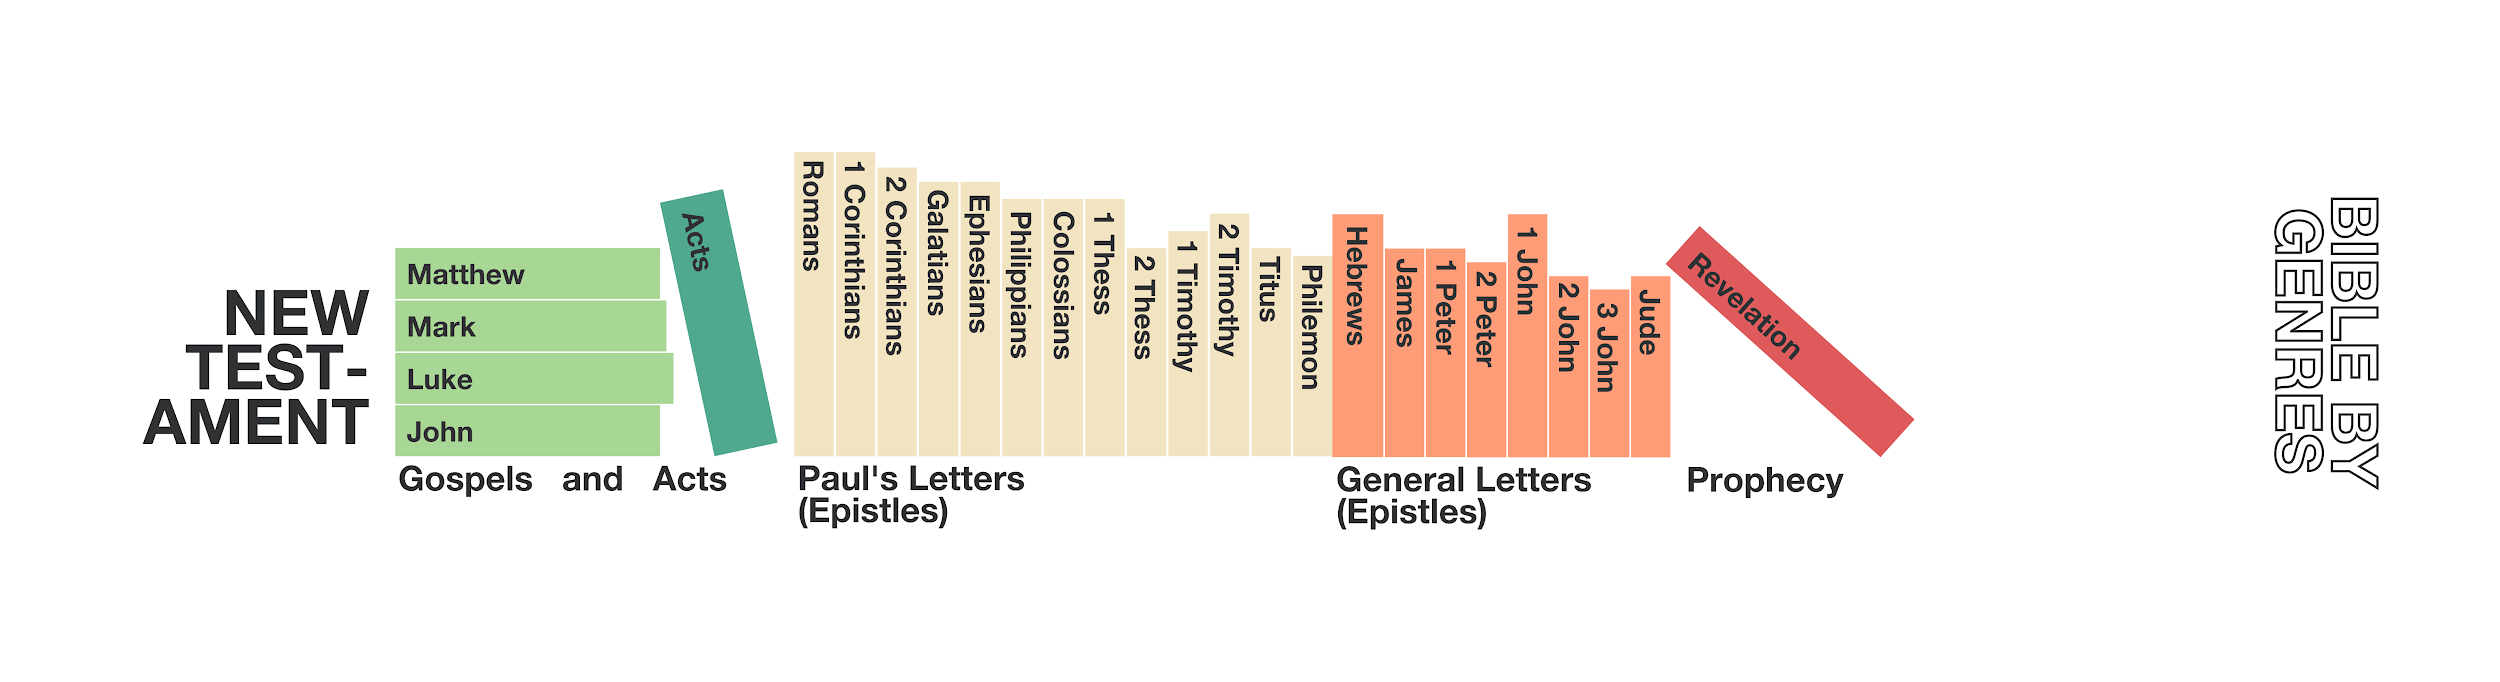 NEW
TEST-
AMENT
Matthew
Mark
Luke
John
Acts
Gospels and Acts
Romans
1 Corinthians
2 Corinthians
Galatians
Ephesians
Philippians
Colossians
1 Thess
2 Thess
1 Timothy
2 Timothy
Titus
Philemon
Paul's Letters
(Epistles)
Hebrews
James
1 Peter
2 Peter
1 John
2 John
3 John
Jude
General Letters
(Epistles)
Revelation
Prophecy
BIBLE BY
GENRES